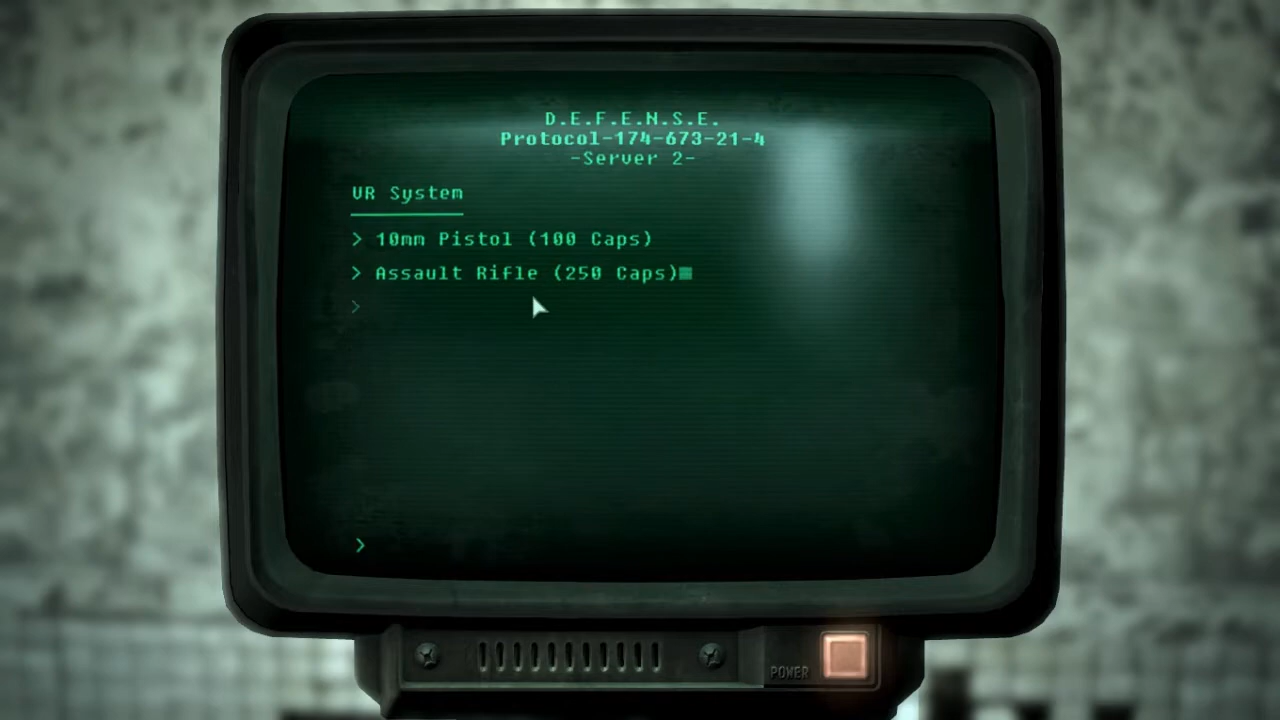 D.E.F.E.N.S.E.
Protocol-174-673-21-4
-Server 2-
VR System
> 10mm Pistol (100 Caps)
> Assault Rifle (250 Caps)
>
>
POWER